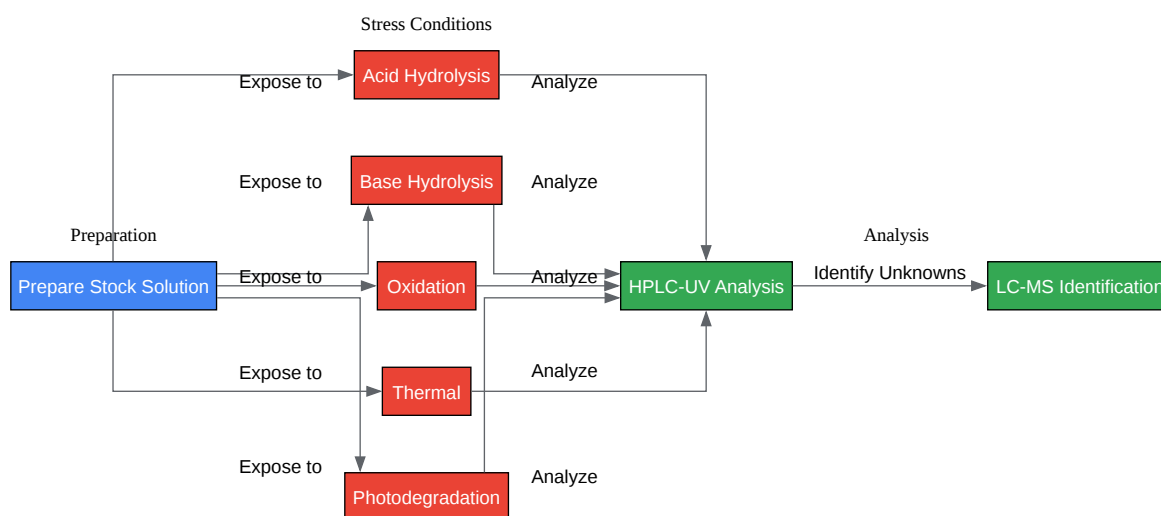 Stress Conditions
Expose to
Acid Hydrolysis
Analyze
Expose to
Base Hydrolysis
Analyze
Preparation
Analysis
Prepare Stock Solution
Expose to
Oxidation
Analyze
HPLC-UV Analysis
Identify Unknowns
LC-MS Identification
Expose to
Thermal
Analyze
Expose to
Photodegradation
Analyze